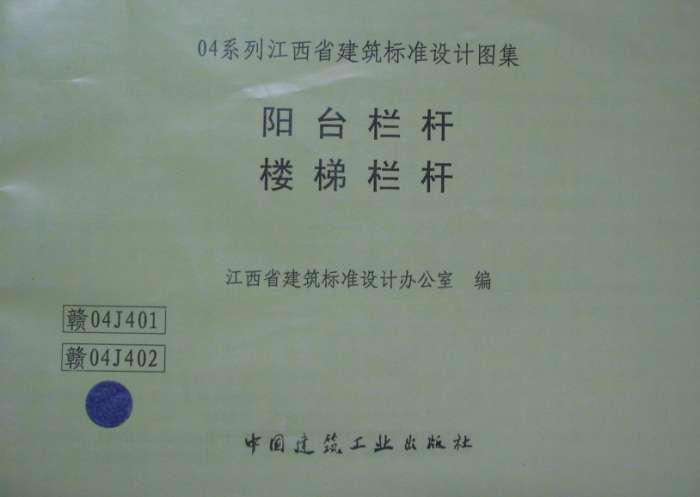 04系列江西省建筑标准设计图集
阳台栏杆
楼梯栏杆
江西省建筑标准设计办公室 编
赣04J401
赣04J402
中国建筑工业出版社